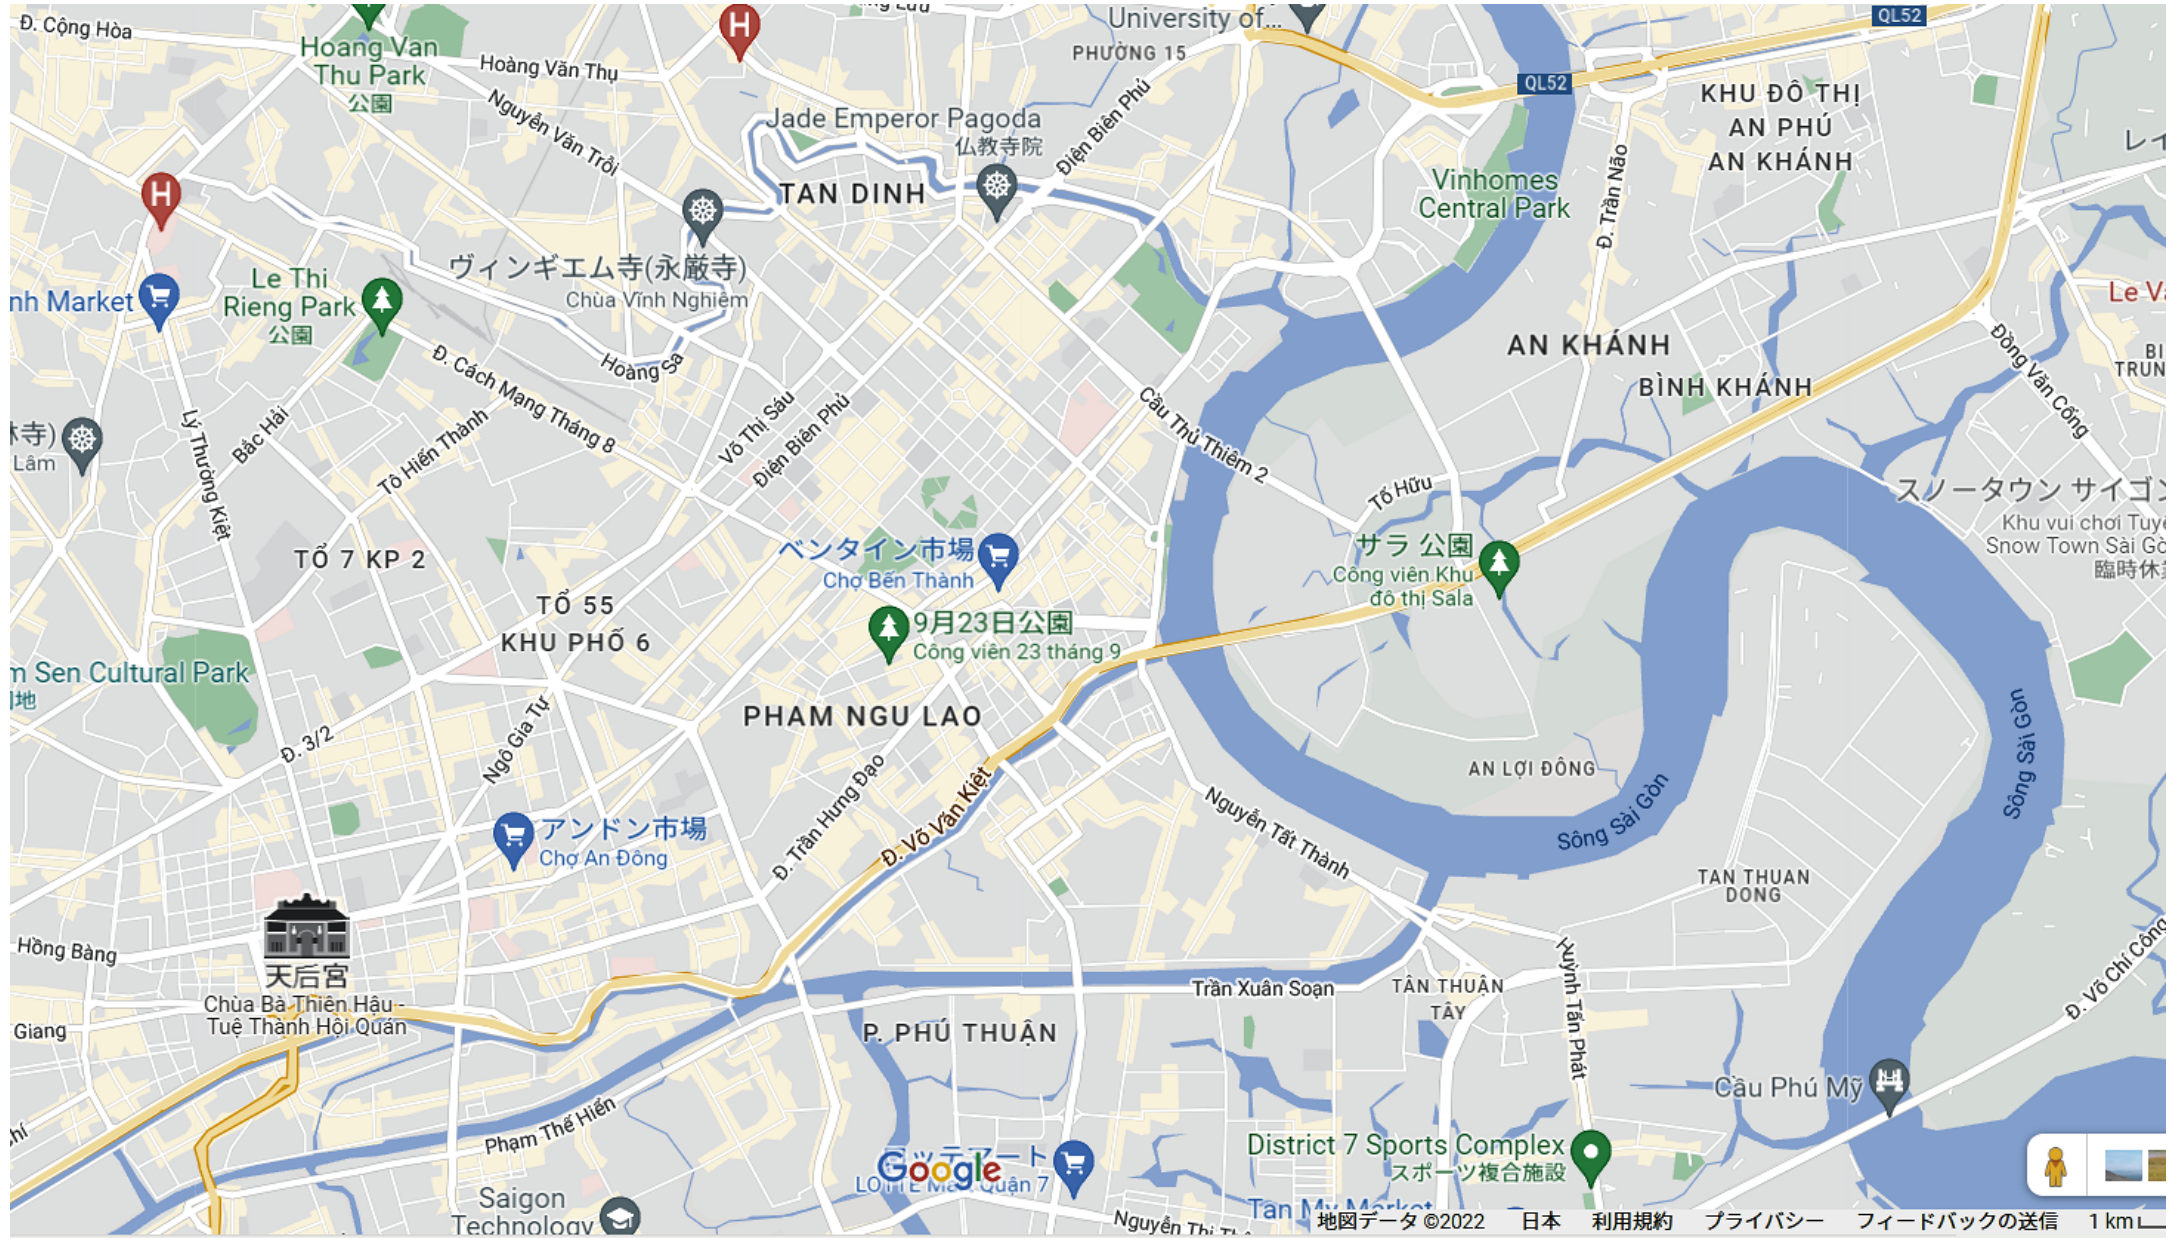 Đ. Cộng Hòa
Hoang Van
Thu Park
公園
Hoàng Văn Thụ
H
University of...
PHƯỜNG 15
QL52
QL52
KHU ĐÔ THỊ
AN PHÚ
AN KHÁNH
Nguyễn Văn Trỗi
Jade Emperor Pagoda
仏教寺院
Điện Biên Phủ
TAN DINH
Vinhomes
Central Park
Đ. Trần Não
H
ヴィンギエム寺(永厳寺)
Chùa Vĩnh Nghiêm
Le Thi
Rieng Park
公園
nh Market
Hoàng Sa
Đ. Cách Mạng Tháng 8
AN KHÁNH
BÌNH KHÁNH
Đồng Văn Cống
Lý Thường Kiệt
Bắc Hải
Tô Hiến Thành
Võ Thị Sáu
Điện Biên Phủ
Cầu Thủ Thiêm 2
Tố Hữu
Lâm
スノータウン サイゴン
Khu vui chơi Tuyế
Snow Town Sài Gò
TỔ 7 KP 2
ベンタイン市場
Chợ Bến Thành
サラ 公園
Công viên Khu
đô thị Sala
TỔ 55
KHU PHỐ 6
9月23日公園
Công viên 23 tháng 9
m Sen Cultural Park
地
PHAM NGU LAO
Đ. 3/2
Ngô Gia Tự
Đ. Trần Hưng Đạo
Đ. Võ Văn Kiệt
AN LỢI ĐÔNG
Sông Sài Gòn
Sông Sài Gòn
Nguyễn Tất Thành
アンドン市場
Chợ An Đông
TAN THUAN
DONG
Hồng Bàng
天后宮
Chùa Bà Thiên Hậu -
Tuệ Thành Hội Quán
Giang
Trần Xuân Soạn
TÂN THUẬN
TÂY
Huỳnh Tấn Phát
Đ. Võ Chí Công
P. PHÚ THUẬN
Cầu Phú Mỹ
Phạm Thế Hiển
District 7 Sports Complex
スポーツ複合施設
Google
Saigon
Technology
Tan My Market
地図データ ©2022 日本 利用規約 プライバシー フィードバックの送信 1 km